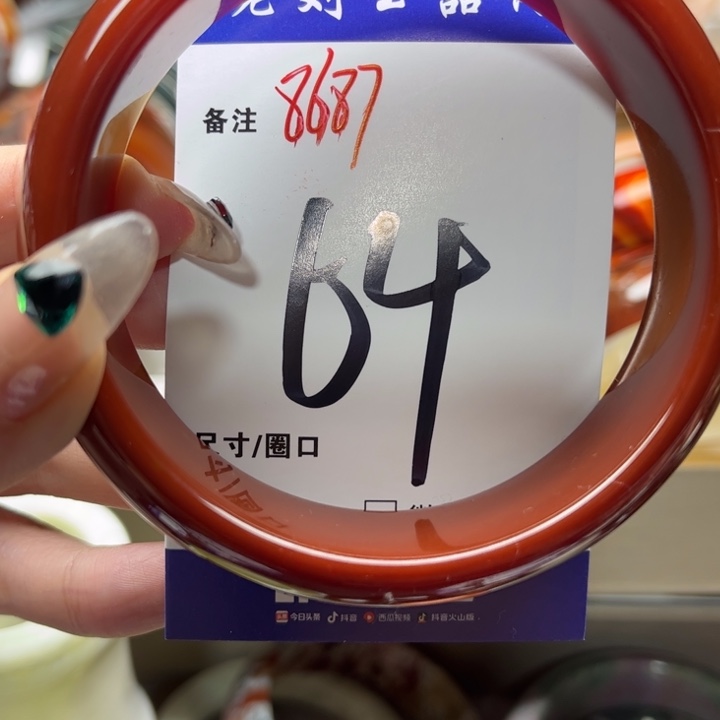 备注 8687
64
尺寸/圈口
今日头条 抖音 西瓜视频 抖音火山版